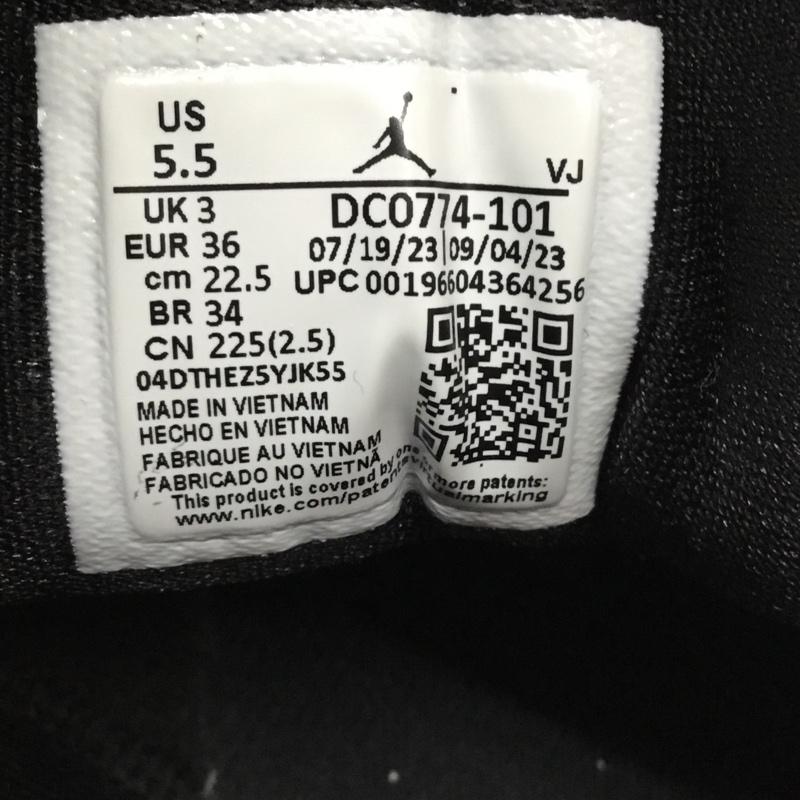 US
5.5
VJ
UK 3
DC0774-101
EUR 36
07/19/23 09/04/23
cm 22.5
UPC 00196604364256
BR 34
CN 225(2.5)
04DTHEZ5YJK55
MADE IN VIETNAM
HECHO EN VIETNAM
FABRIQUE AU VIETNAM
FABRICADO NO VIETNÃ
This product is covered by one or more patents:
www.nike.com/patentsvirtualmarking